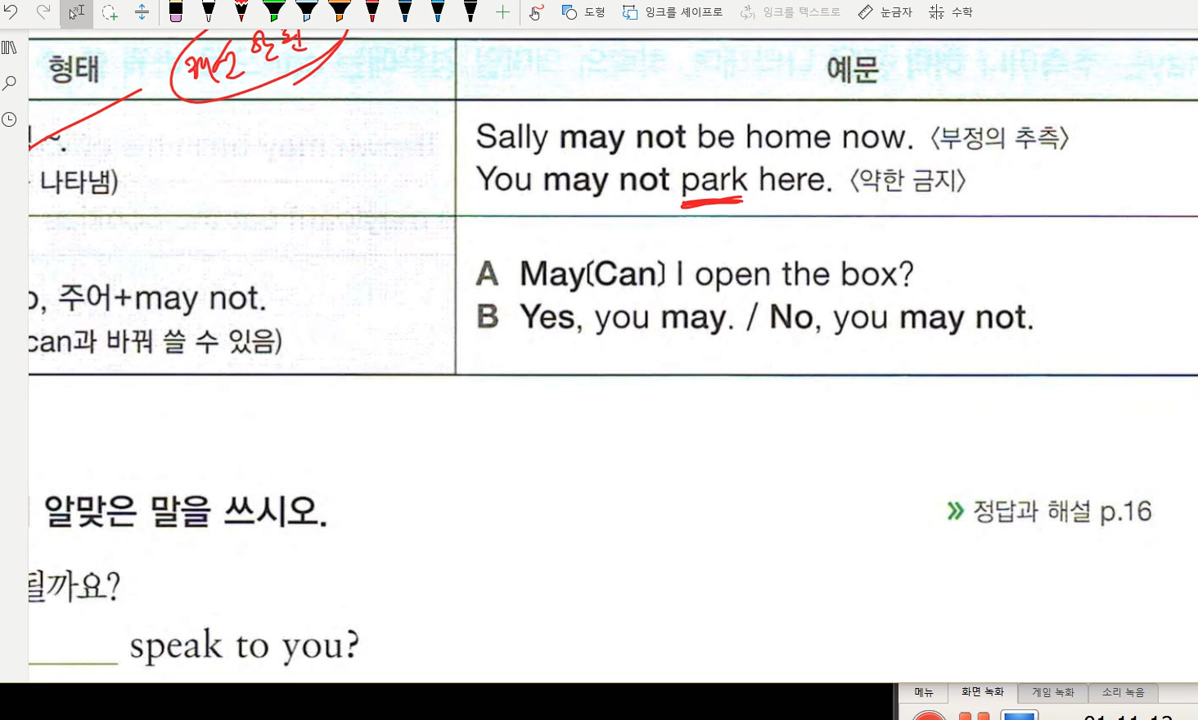 도형 잉크를 셰이프로 잉크를 텍스트로 눈금자 수학
형태
예문
Sally may not be home now. 〈부정의 추측〉
나타냄)
You may not park here. 〈약한 금지〉
A May(Can) I open the box?
주어+may not.
B Yes, you may. / No, you may not.
can과 바꿔 쓸 수 있음)
알맞은 말을 쓰시오.
» 정답과 해설 p.16
될까요?
speak to you?
메뉴 화면 녹화 게임 녹화 소리 녹음